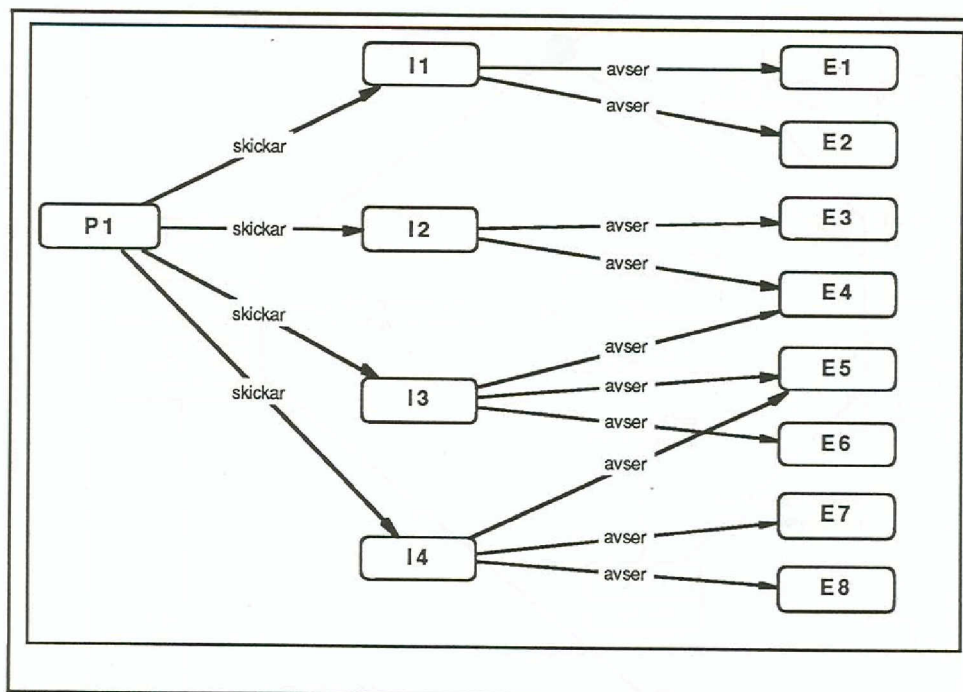 I1
avser
E1
avser
E2
skickar
P1
skickar
I2
avser
E3
avser
E4
skickar
avser
I3
avser
E5
avser
E6
skickar
avser
I4
avser
E7
avser
E8